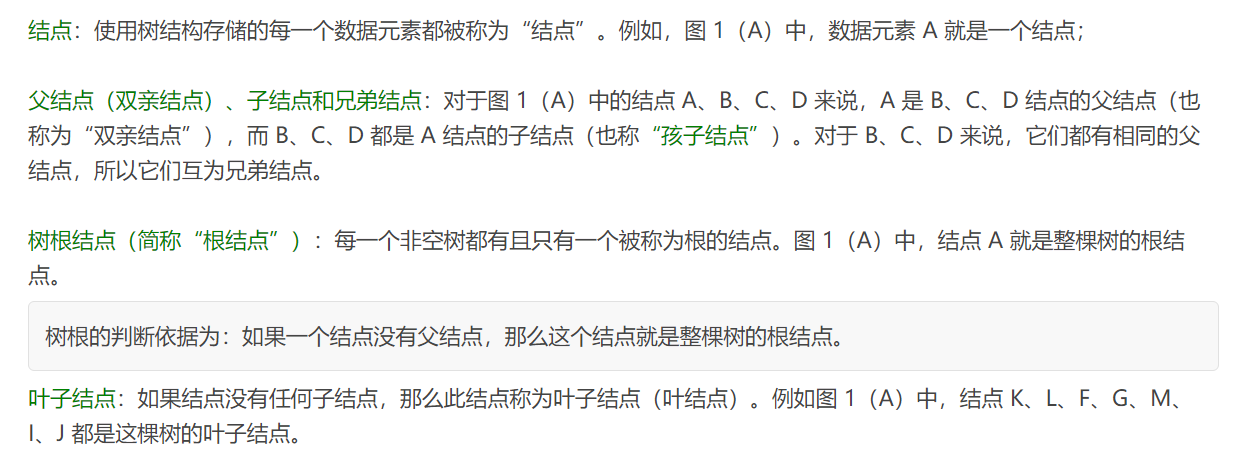 结点：使用树结构存储的每一个数据元素都被称为“结点”。例如，图 1（A）中，数据元素 A 就是一个结点；
父结点（双亲结点）、子结点和兄弟结点：对于图 1（A）中的结点 A、B、C、D 来说，A 是 B、C、D 结点的父结点（也
称为“双亲结点”），而 B、C、D 都是 A 结点的子结点（也称“孩子结点”）。对于 B、C、D 来说，它们都有相同的父
结点，所以它们互为兄弟结点。
树根结点（简称“根结点”）：每一个非空树都有且只有一个被称为根的结点。图 1（A）中，结点 A 就是整棵树的根结
点。
树根的判断依据为：如果一个结点没有父结点，那么这个结点就是整棵树的根结点。
叶子结点：如果结点没有任何子结点，那么此结点称为叶子结点（叶结点）。例如图 1（A）中，结点 K、L、F、G、M、
I、J 都是这棵树的叶子结点。